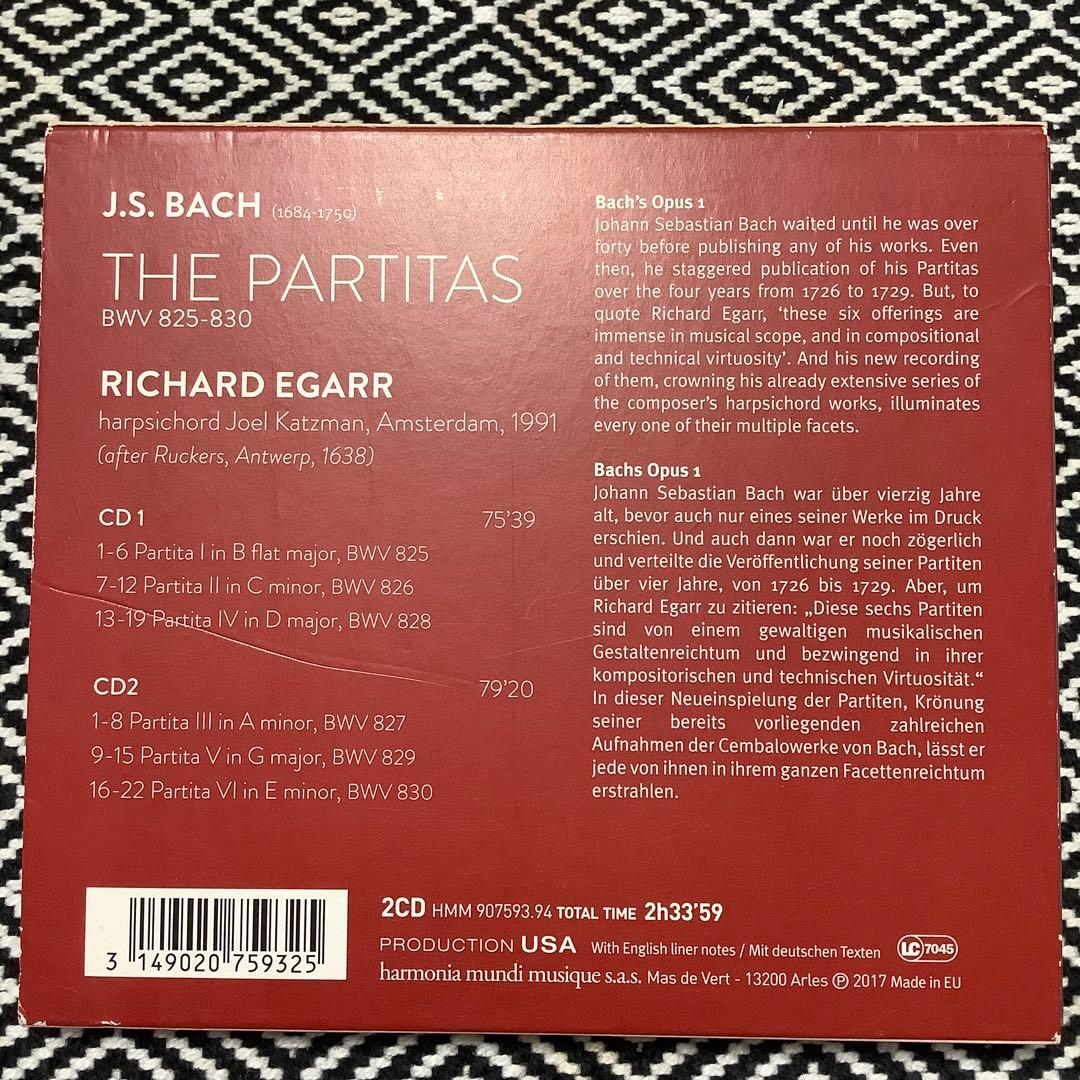 J.S. BACH (1684-1750)
THE PARTITAS
BWV 825-830
RICHARD EGARR
harpsichord Joel Katzman, Amsterdam, 1991
(after Ruckers, Antwerp, 1638)
CD 1 75’39
1-6 Partita I in B flat major, BWV 825
7-12 Partita II in C minor, BWV 826
13-19 Partita IV in D major, BWV 828
CD2 79’20
1-8 Partita III in A minor, BWV 827
9-15 Partita V in G major, BWV 829
16-22 Partita VI in E minor, BWV 830
Bach’s Opus 1
Johann Sebastian Bach waited until he was over
forty before publishing any of his works. Even
then, he staggered publication of his Partitas
over the four years from 1726 to 1729. But, to
quote Richard Egarr, ‘these six offerings are
immense in musical scope, and in compositional
and technical virtuosity’. And his new recording
of them, crowning his already extensive series of
the composer’s harpsichord works, illuminates
every one of their multiple facets.
Bachs Opus 1
Johann Sebastian Bach war über vierzig Jahre
alt, bevor auch nur eines seiner Werke im Druck
erschien. Und auch dann war er noch zögerlich
und verteilte die Veröffentlichung seiner Partiten
über vier Jahre, von 1726 bis 1729. Aber, um
Richard Egarr zu zitieren: „Diese sechs Partiten
sind von einem gewaltigen musikalischen
Gestaltenreichtum und bezwingend in ihrer
kompositorischen und technischen Virtuosität.“
In dieser Neueinspielung der Partiten, Krönung
seiner bereits vorliegenden zahlreichen
Aufnahmen der Cembalowerke von Bach, lässt er
jede von ihnen in ihrem ganzen Facettenreichtum
erstrahlen.
3 149020 759325
2CD HMM 907593.94 TOTAL TIME 2h33’59
PRODUCTION USA With English liner notes / Mit deutschen Texten LC 7045
harmonia mundi musique s.a.s. Mas de Vert - 13200 Arles ℗ 2017 Made in EU